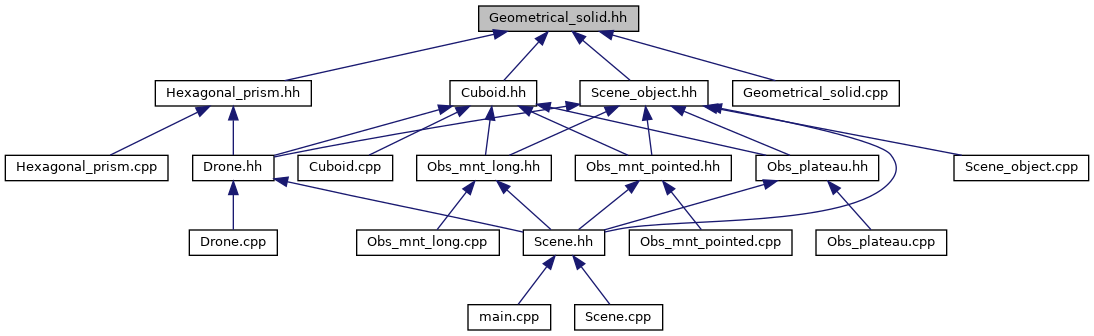 Geometrical_solid.hh
Hexagonal_prism.hh
Cuboid.hh
Scene_object.hh
Geometrical_solid.cpp
Hexagonal_prism.cpp
Drone.hh
Cuboid.cpp
Obs_mnt_long.hh
Obs_mnt_pointed.hh
Obs_plateau.hh
Scene_object.cpp
Drone.cpp
Obs_mnt_long.cpp
Scene.hh
Obs_mnt_pointed.cpp
Obs_plateau.cpp
main.cpp
Scene.cpp